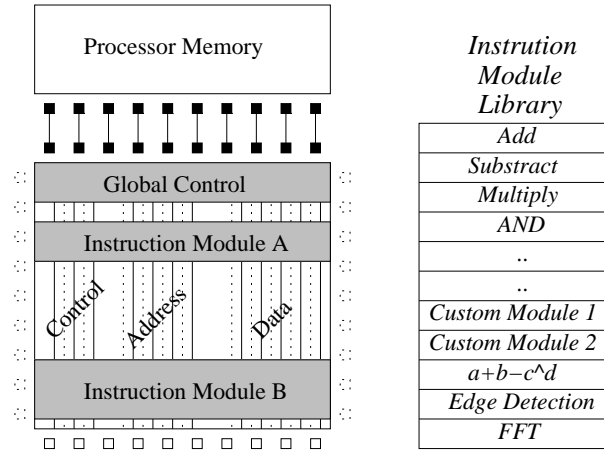 Processor Memory
Global Control
Instruction Module A
Control
Address
Data
Instruction Module B
Instrution
Module
Library
Add
Substract
Multiply
AND
..
..
Custom Module 1
Custom Module 2
a+b−c^d
Edge Detection
FFT